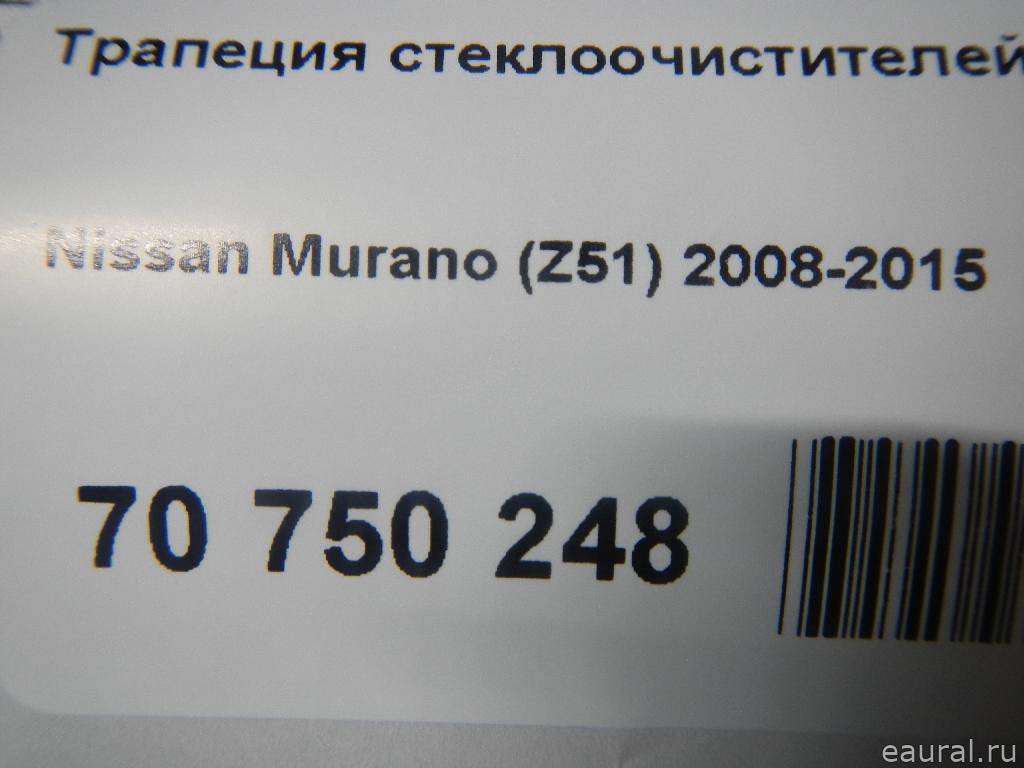 Трапеция стеклоочистителей
Nissan Murano (Z51) 2008-2015
70 750 248
eaural.ru